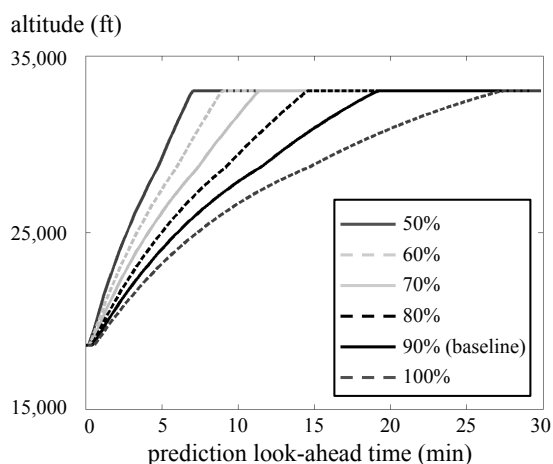 altitude (ft)
35,000
25,000
15,000
50%
60%
70%
80%
90% (baseline)
100%
0 5 10 15 20 25 30
prediction look-ahead time (min)